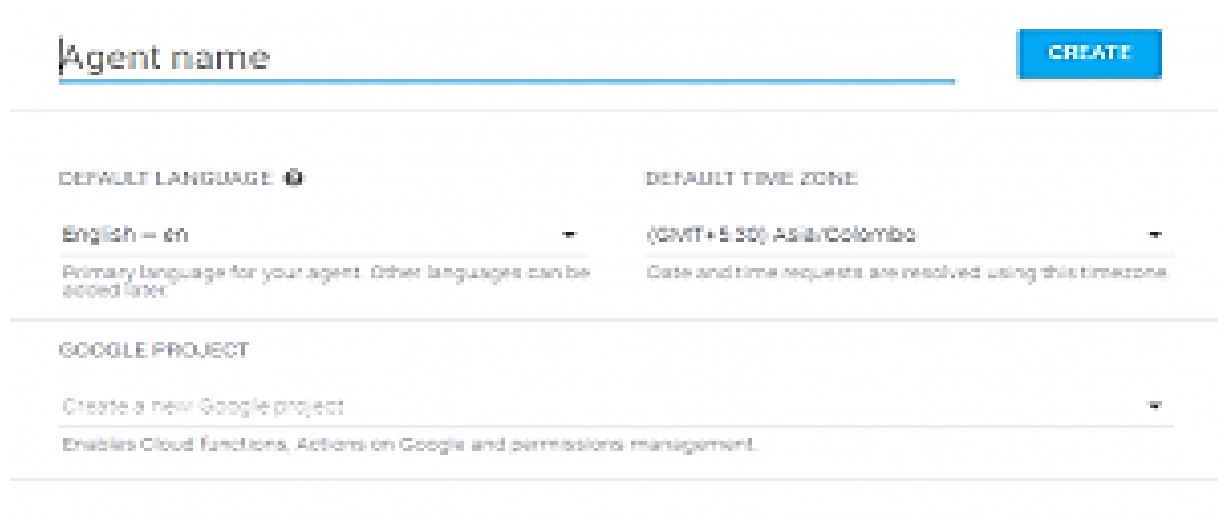 Agent name
CREATE
DEFAULT LANGUAGE
DEFAULT TIME ZONE
English — en
(GMT+5:30) Asia/Colombo
Primary language for your agent. Other languages can be
added later.
Date and time requests are resolved using this timezone.
GOOGLE PROJECT
Create a new Google project
Enables Cloud functions, Actions on Google and permissions management.